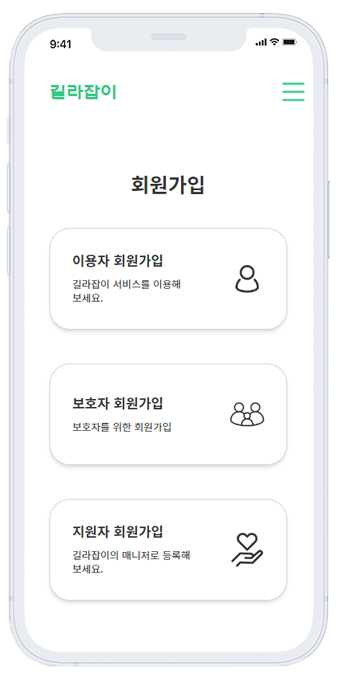 9:41
길라잡이
회원가입
이용자 회원가입
길라잡이 서비스를 이용해
보세요.
보호자 회원가입
보호자를 위한 회원가입
지원자 회원가입
길라잡이의 매니저로 등록해
보세요.